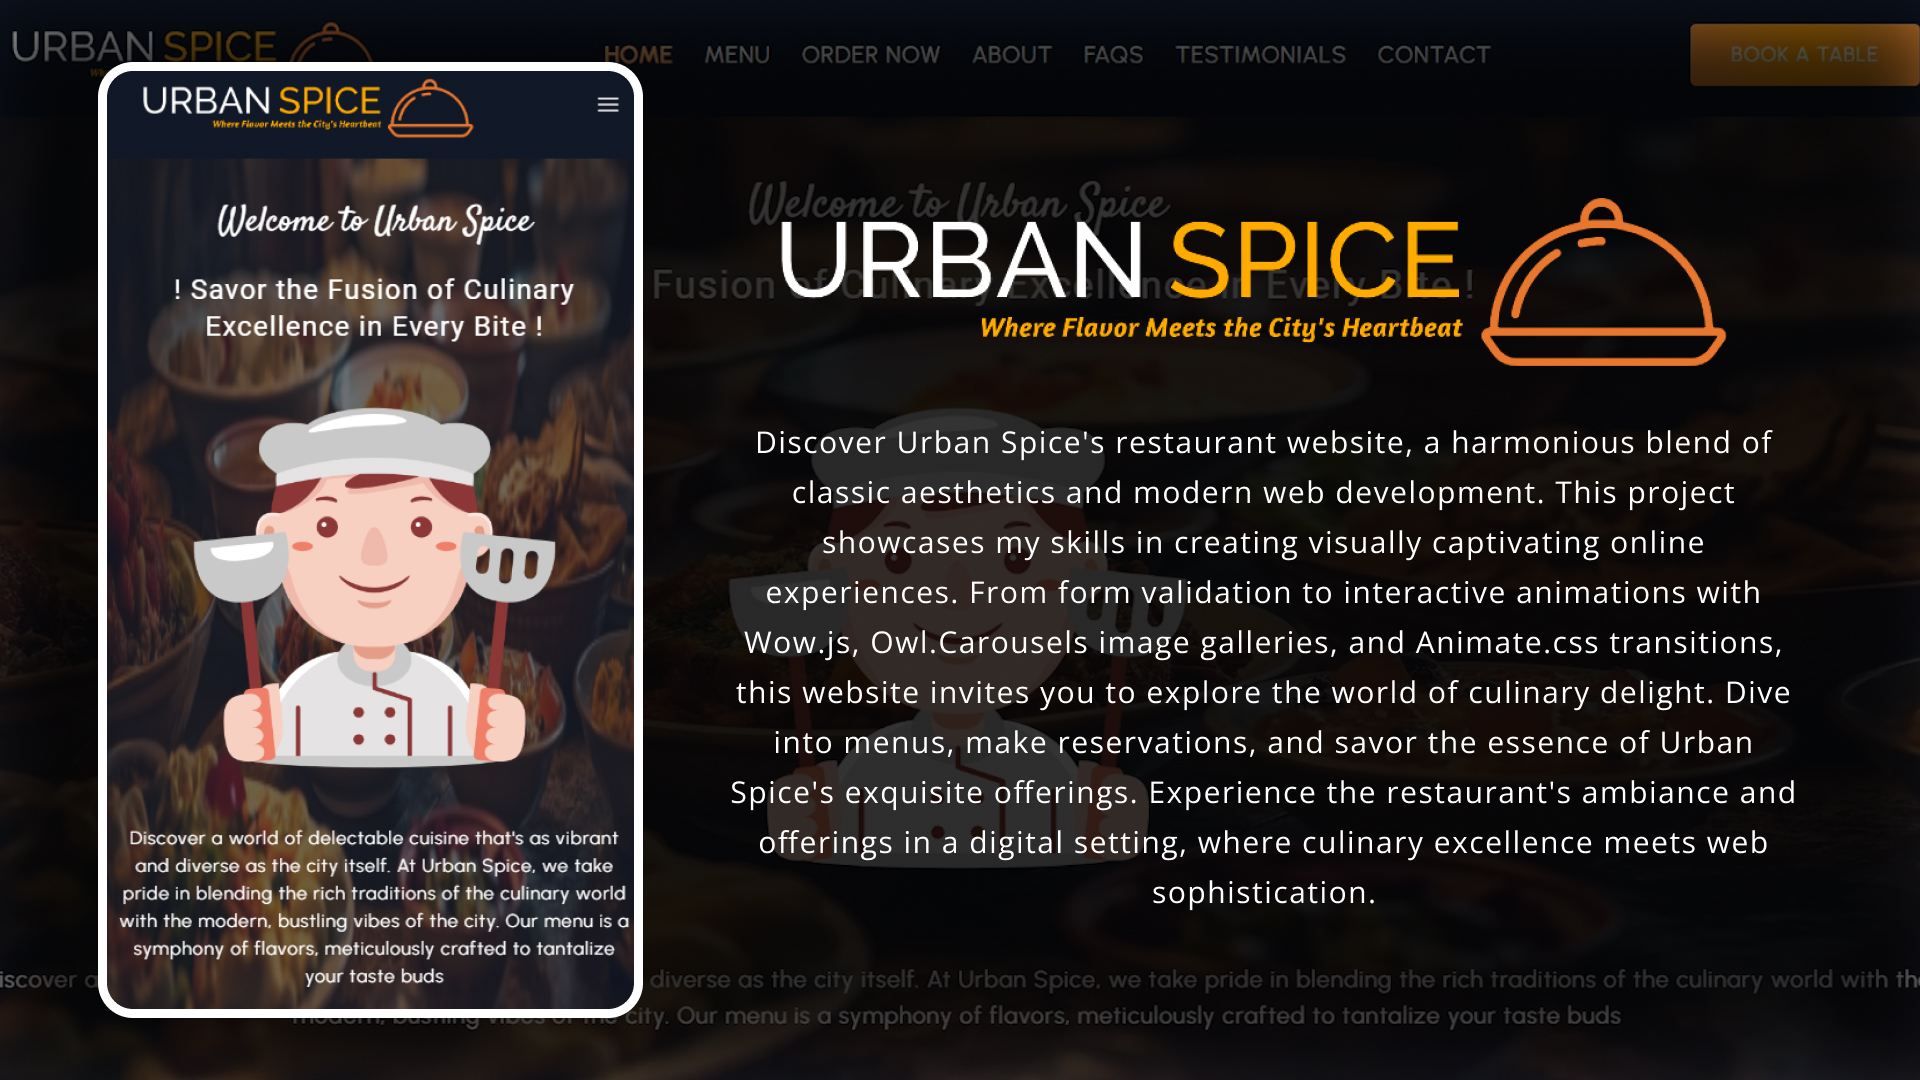 URBAN SPICE
HOME MENU ORDER NOW ABOUT FAQS TESTIMONIALS CONTACT
BOOK A TABLE
URBAN SPICE
Where Flavor Meets the City's Heartbeat
Welcome to Urban Spice
! Savor the Fusion of Culinary
Excellence in Every Bite !
Discover a world of delectable cuisine that's as vibrant
and diverse as the city itself. At Urban Spice, we take
pride in blending the rich traditions of the culinary world
with the modern, bustling vibes of the city. Our menu is a
symphony of flavors, meticulously crafted to tantalize
your taste buds
Welcome to Urban Spice
Fusion of Culinary Excellence in Every Bite !
URBAN SPICE
Where Flavor Meets the City's Heartbeat
Discover Urban Spice's restaurant website, a harmonious blend of
classic aesthetics and modern web development. This project
showcases my skills in creating visually captivating online
experiences. From form validation to interactive animations with
Wow.js, Owl.Carousels image galleries, and Animate.css transitions,
this website invites you to explore the world of culinary delight. Dive
into menus, make reservations, and savor the essence of Urban
Spice's exquisite offerings. Experience the restaurant's ambiance and
offerings in a digital setting, where culinary excellence meets web
sophistication.
iscover a diverse as the city itself. At Urban Spice, we take pride in blending the rich traditions of the culinary world with the
modern, bustling vibes of the city. Our menu is a symphony of flavors, meticulously crafted to tantalize your taste buds